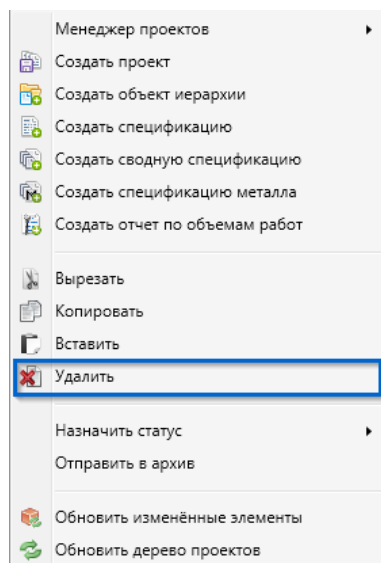 Менеджер проектов
Создать проект
Создать объект иерархии
Создать спецификацию
Создать сводную спецификацию
Создать спецификацию металла
Создать отчет по объемам работ
Вырезать
Копировать
Вставить
Удалить
Назначить статус
Отправить в архив
Обновить изменённые элементы
Обновить дерево проектов